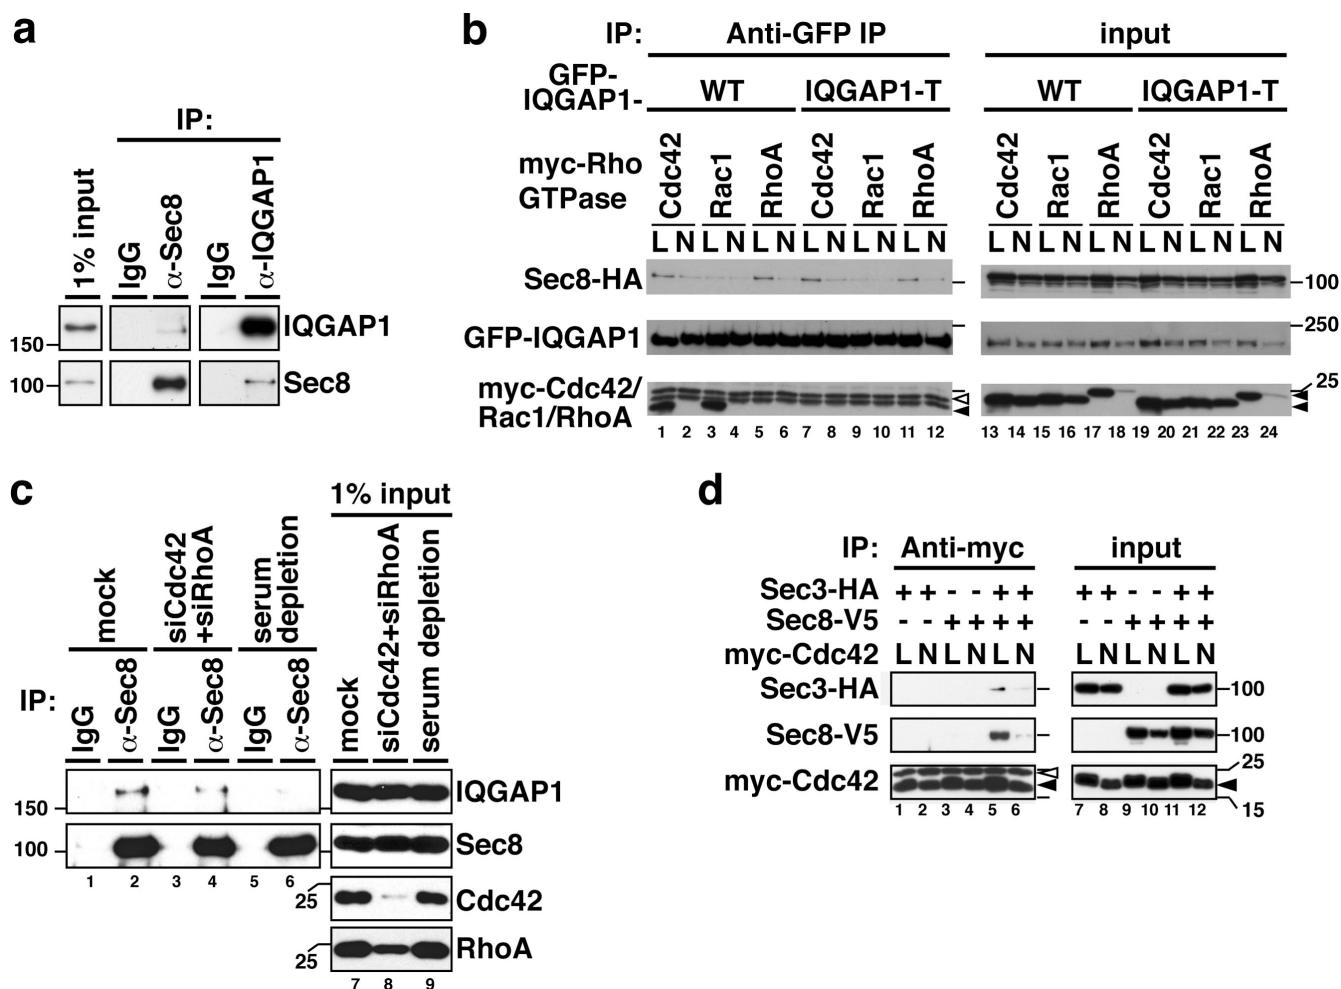 a
IP:
1% input
IgG
α-Sec8
IgG
α-IQGAP1
IQGAP1
150
100
Sec8
b
IP: Anti-GFP IP input
GFP-
IQGAP1-
WT IQGAP1-T WT IQGAP1-T
myc-Rho
GTPase
Cdc42 Rac1 RhoA Cdc42 Rac1 RhoA Cdc42 Rac1 RhoA Cdc42 Rac1 RhoA
L N L N L N L N L N L N L N L N L N L N L N L N
Sec8-HA
100
GFP-IQGAP1
250
myc-Cdc42/
Rac1/RhoA
25
1 2 3 4 5 6 7 8 9 10 11 12 13 14 15 16 17 18 19 20 21 22 23 24
c
1% input
mock
siCdc42
+siRhoA
serum
depletion
mock
siCdc42+siRhoA
serum depletion
IP:
IgG
α-Sec8
IgG
α-Sec8
IgG
α-Sec8
IQGAP1
150
100
Sec8
1 2 3 4 5 6
25
Cdc42
25
RhoA
7 8 9
d
IP: Anti-myc input
Sec3-HA + + - - + + + + - - + +
Sec8-V5 - - + + + + - - + + + +
myc-Cdc42 L N L N L N L N L N L N
Sec3-HA
100
Sec8-V5
100
myc-Cdc42
25
15
1 2 3 4 5 6 7 8 9 10 11 12